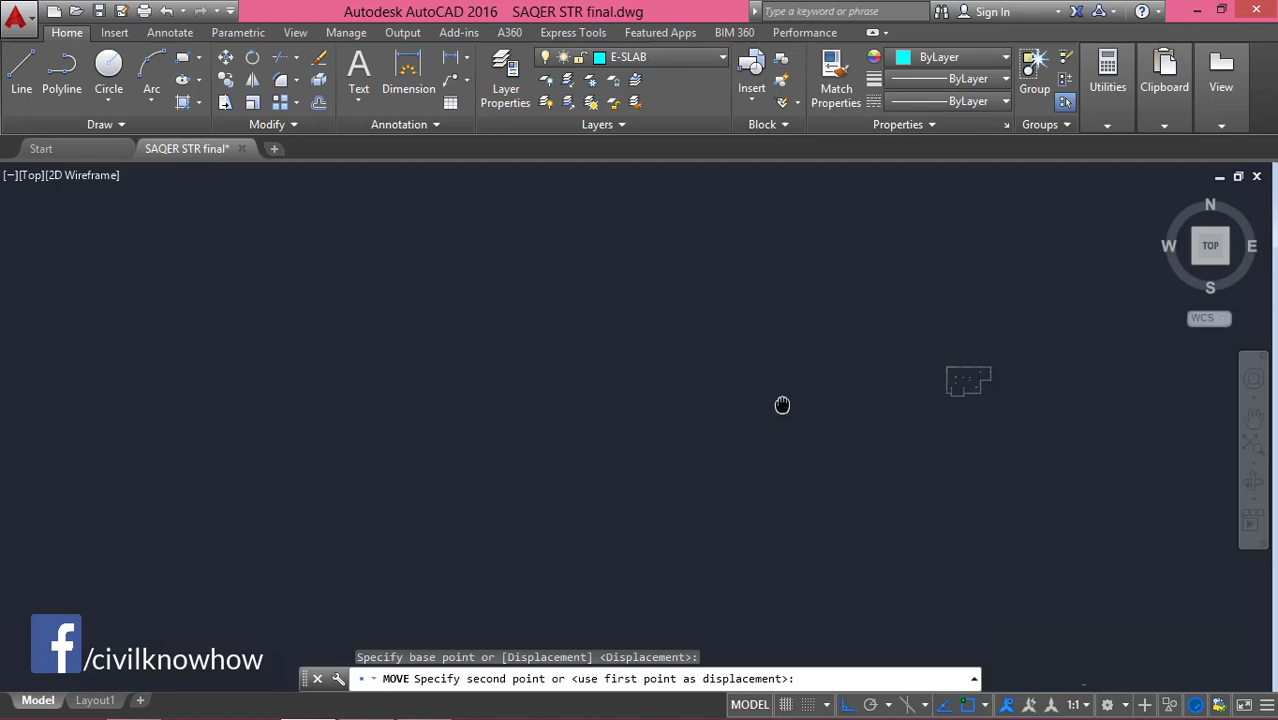 Autodesk AutoCAD 2016 SAQER STR final.dwg
Type a keyword or phrase
Sign In
Home Insert Annotate Parametric View Manage Output Add-ins A360 Express Tools Featured Apps BIM 360 Performance
Line Polyline Circle Arc
Text Dimension
Layer Properties
E-SLAB
Insert
Match Properties
ByLayer
ByLayer
ByLayer
Group
Utilities
Clipboard
View
Draw Modify Annotation Layers Block Properties Groups
Start SAQER STR final*
[−][Top][2D Wireframe]
N
W TOP E
S
WCS
f/civilknowhow
Specify base point or [Displacement] <Displacement>:
MOVE Specify second point or <use first point as displacement>:
Model Layout1
MODEL
1:1